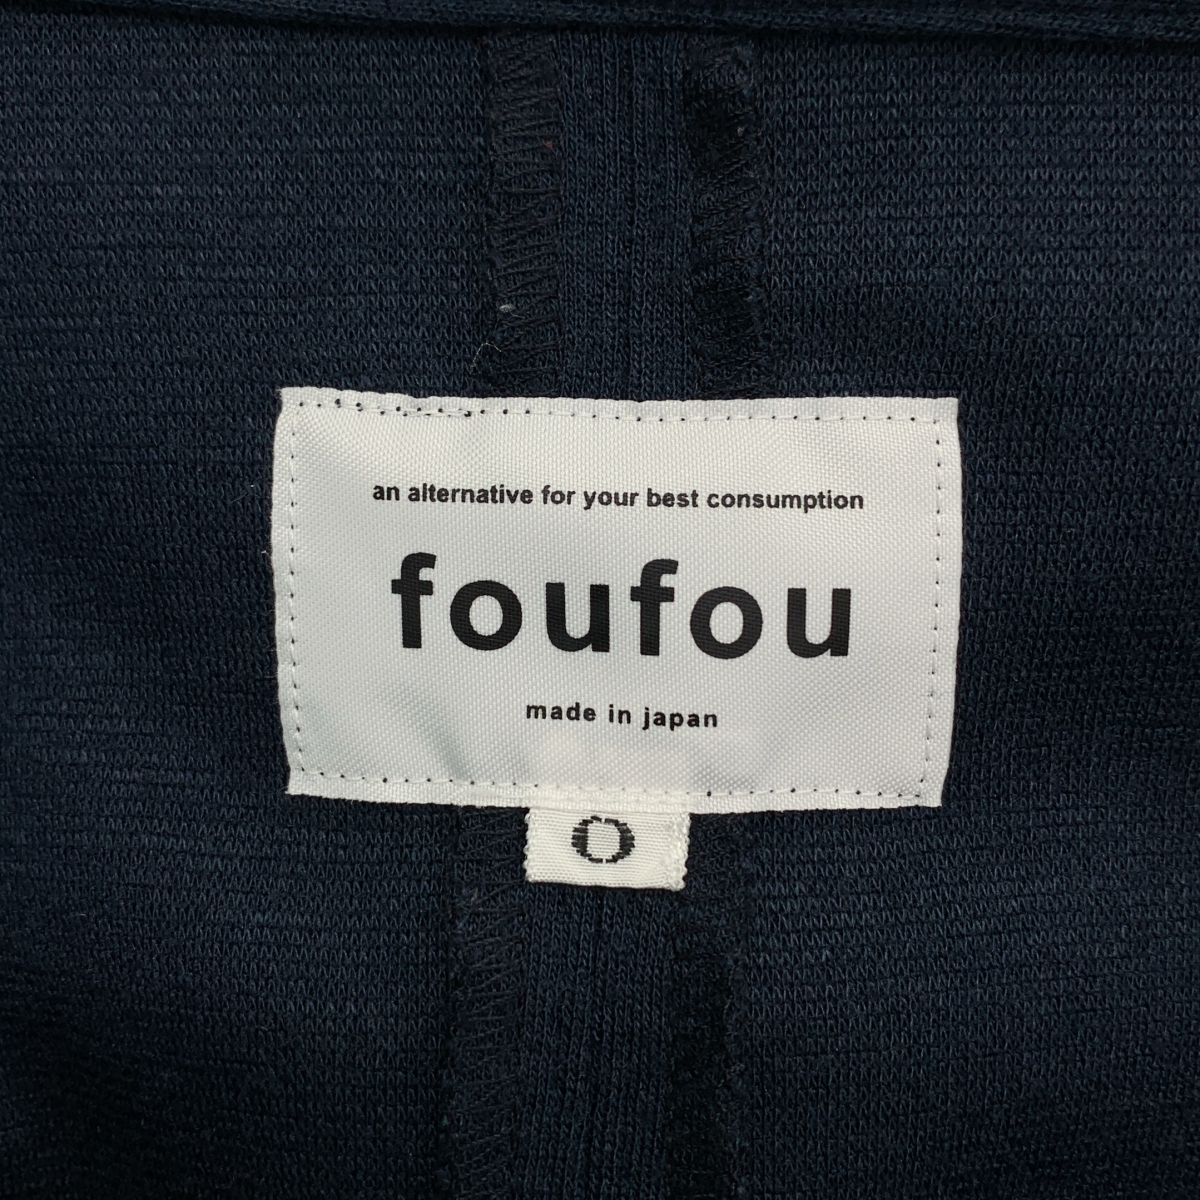 an alternative for your best consumption
foufou
made in japan
0